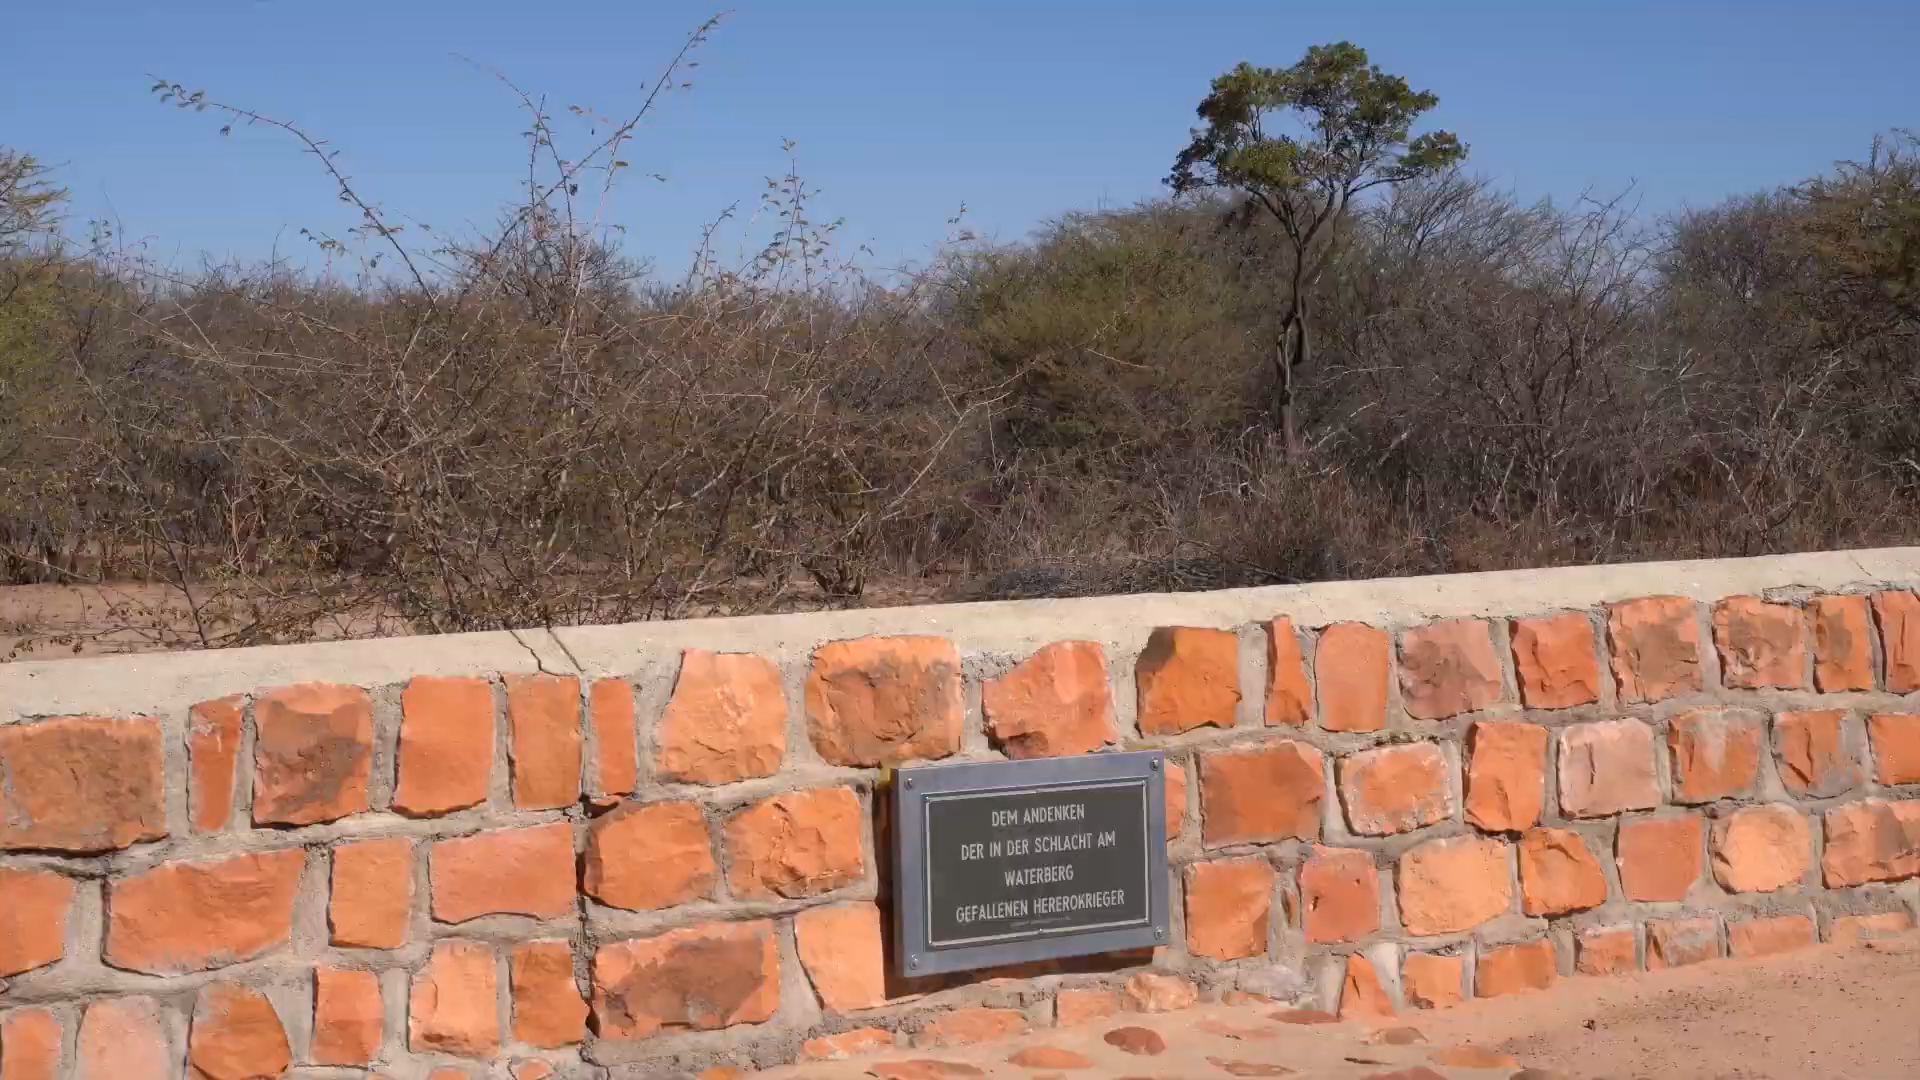 DEM ANDENKEN
DER IN DER SCHLACHT AM
WATERBERG
GEFALLENEN HEREROKRIEGER